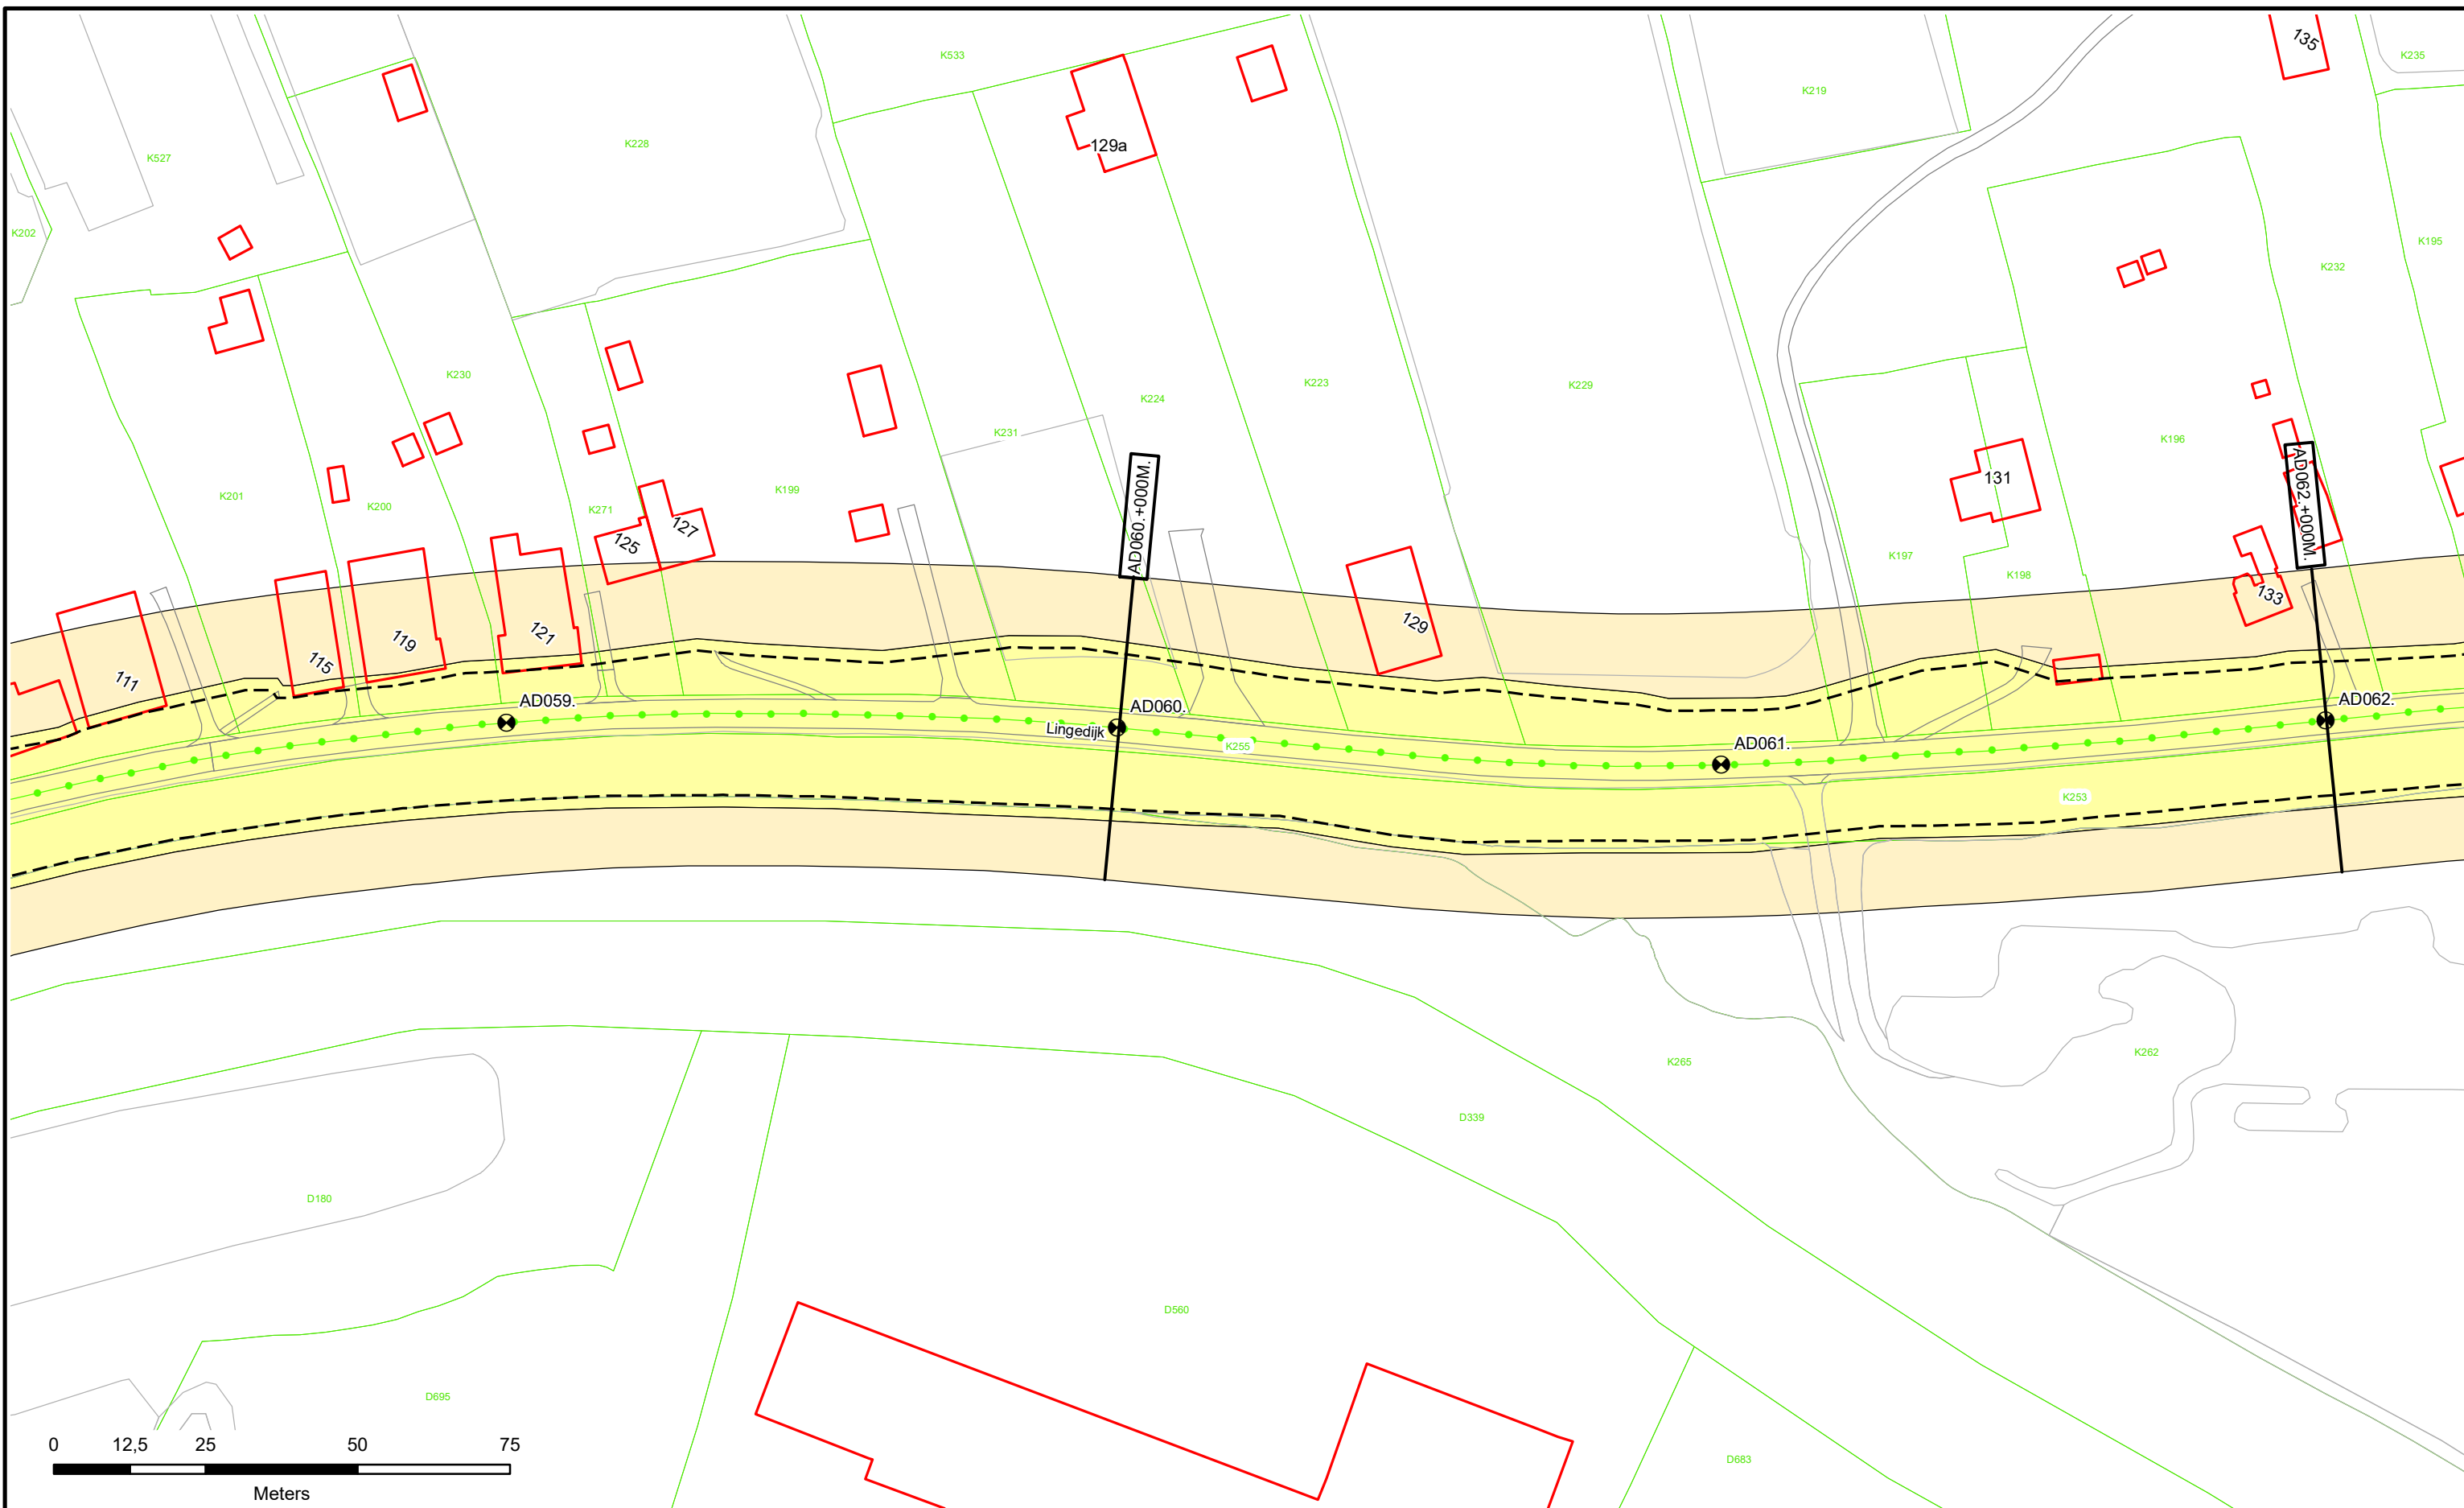 135
K533
K235
K219
K228
129a
K527
K202
K195
K232
K230
K223
K229
K224
K231
K196
K199
K201
K200
K271
131
AD060.+000M.
AD062.+000M.
127
125
K197
K198
133
129
121
119
115
111
AD059.
AD060.
AD062.
Lingedijk
K255
AD061.
K253
K265
K262
D339
D180
D560
D695
D683
0 12,5 25 50 75
Meters